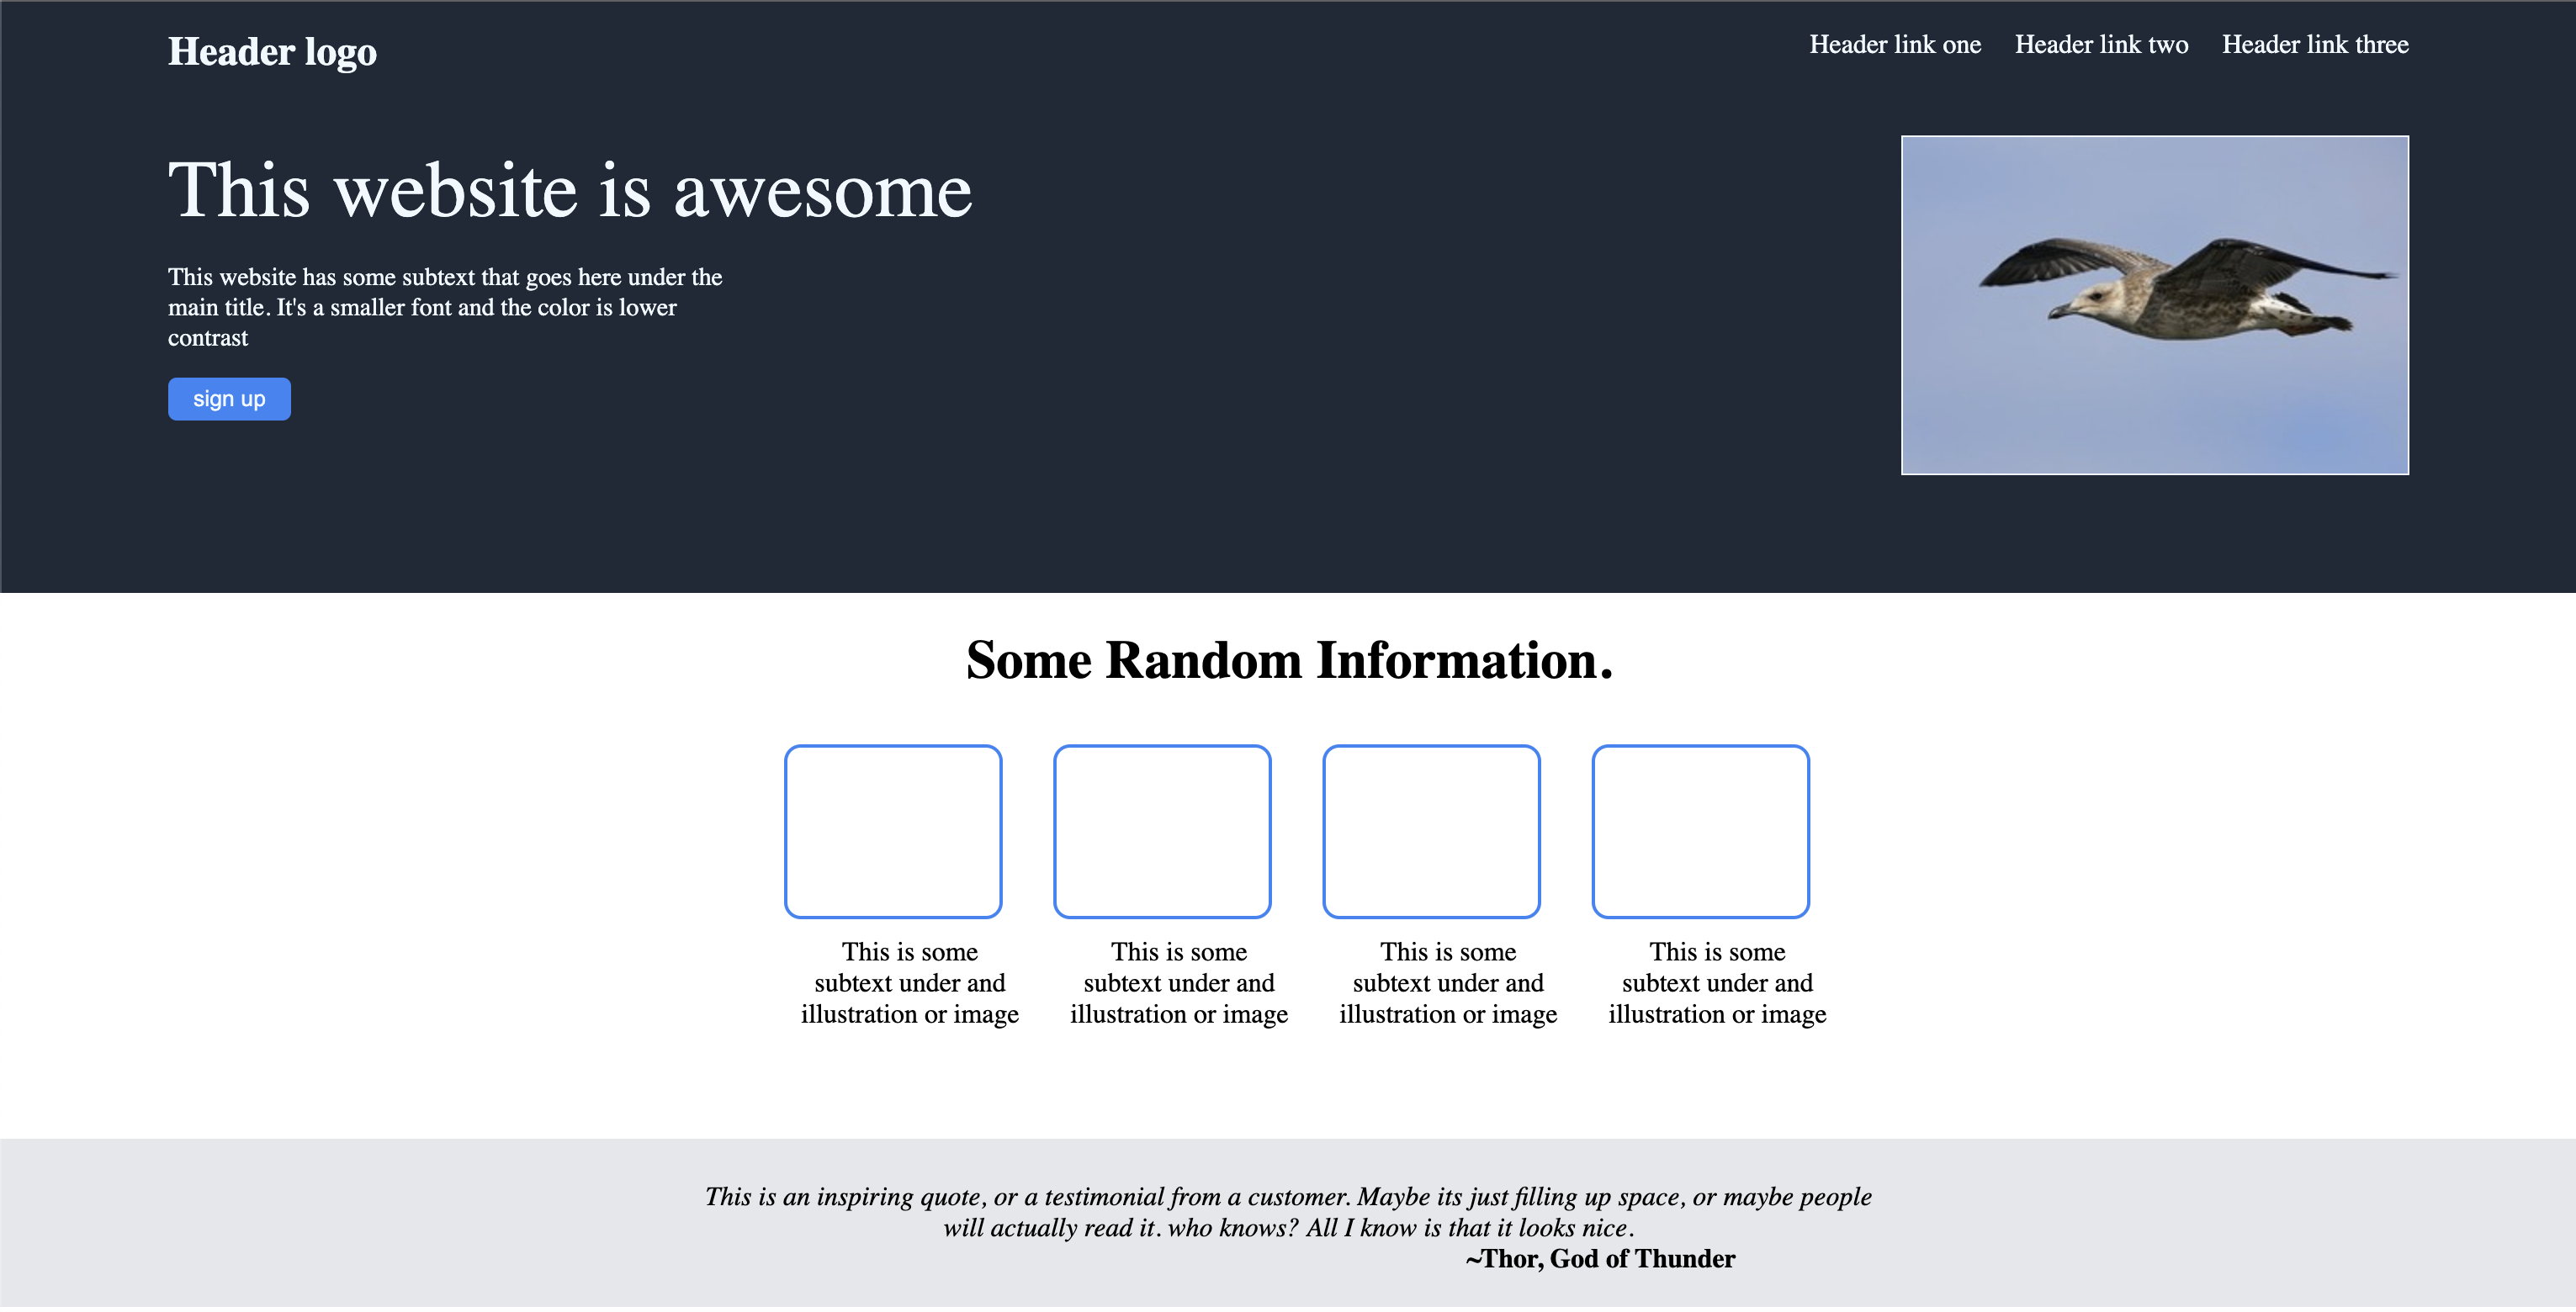 Header logo
Header link one
Header link two
Header link three
This website is awesome
This website has some subtext that goes here under the
main title. It's a smaller font and the color is lower
contrast
sign up
Some Random Information.
This is some
subtext under and
illustration or image
This is some
subtext under and
illustration or image
This is some
subtext under and
illustration or image
This is some
subtext under and
illustration or image
This is an inspiring quote, or a testimonial from a customer. Maybe its just filling up space, or maybe people
will actually read it. who knows? All I know is that it looks nice.
~Thor, God of Thunder